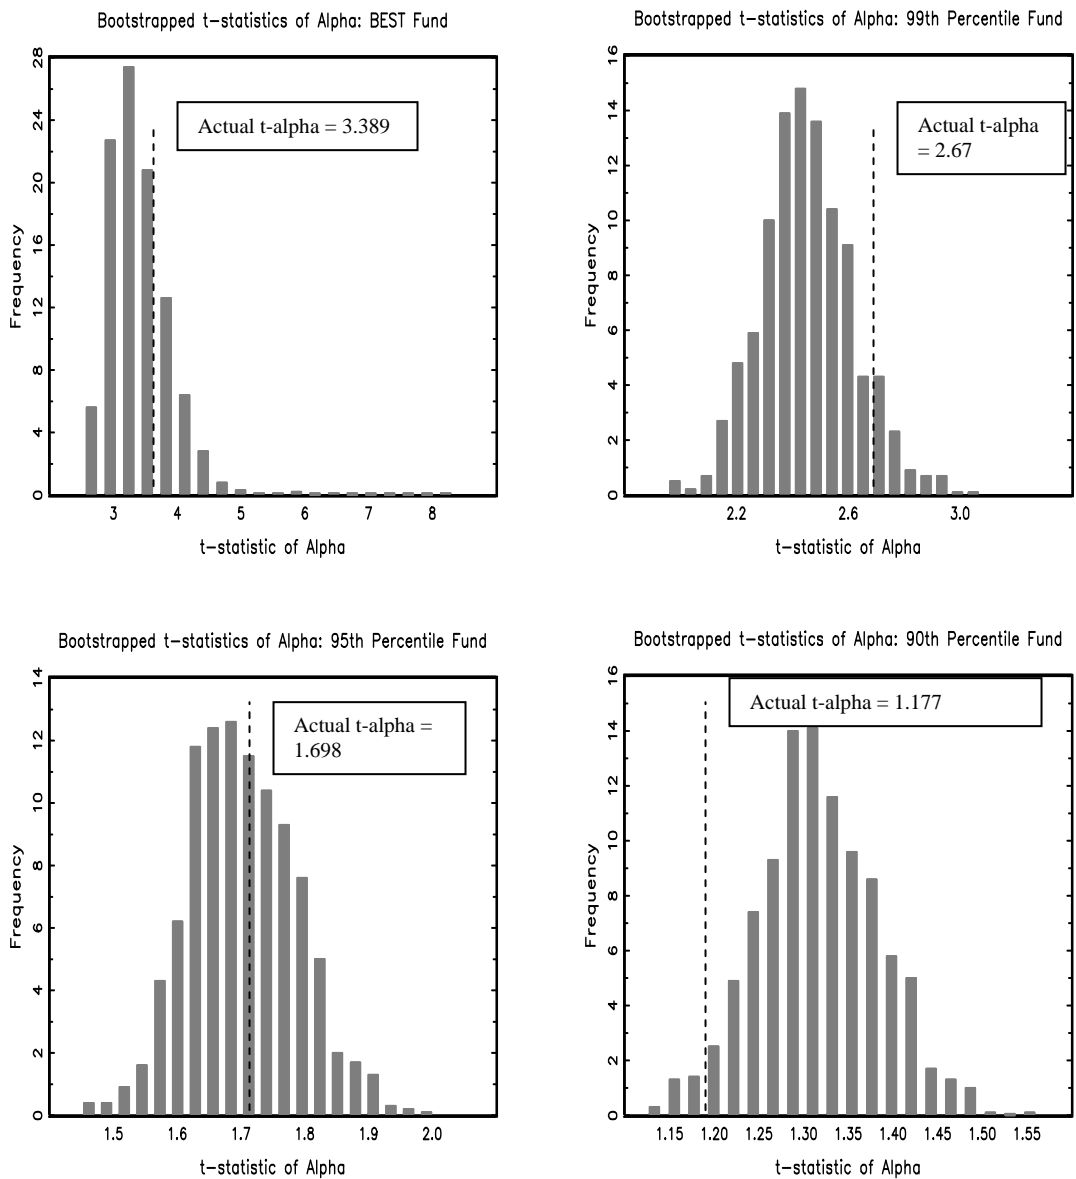 Bootstrapped t-statistics of Alpha: BEST Fund
28
24
20
16
12
8
4
0
Frequency
Actual t-alpha = 3.389
3 4 5 6 7 8
t-statistic of Alpha
Bootstrapped t-statistics of Alpha: 99th Percentile Fund
16
14
12
10
8
6
4
2
0
Frequency
Actual t-alpha
= 2.67
2.2 2.6 3.0
t-statistic of Alpha
Bootstrapped t-statistics of Alpha: 95th Percentile Fund
14
12
10
8
6
4
2
0
Frequency
Actual t-alpha =
1.698
1.5 1.6 1.7 1.8 1.9 2.0
t-statistic of Alpha
Bootstrapped t-statistics of Alpha: 90th Percentile Fund
16
14
12
10
8
6
4
2
0
Frequency
Actual t-alpha = 1.177
1.15 1.20 1.25 1.30 1.35 1.40 1.45 1.50 1.55
t-statistic of Alpha